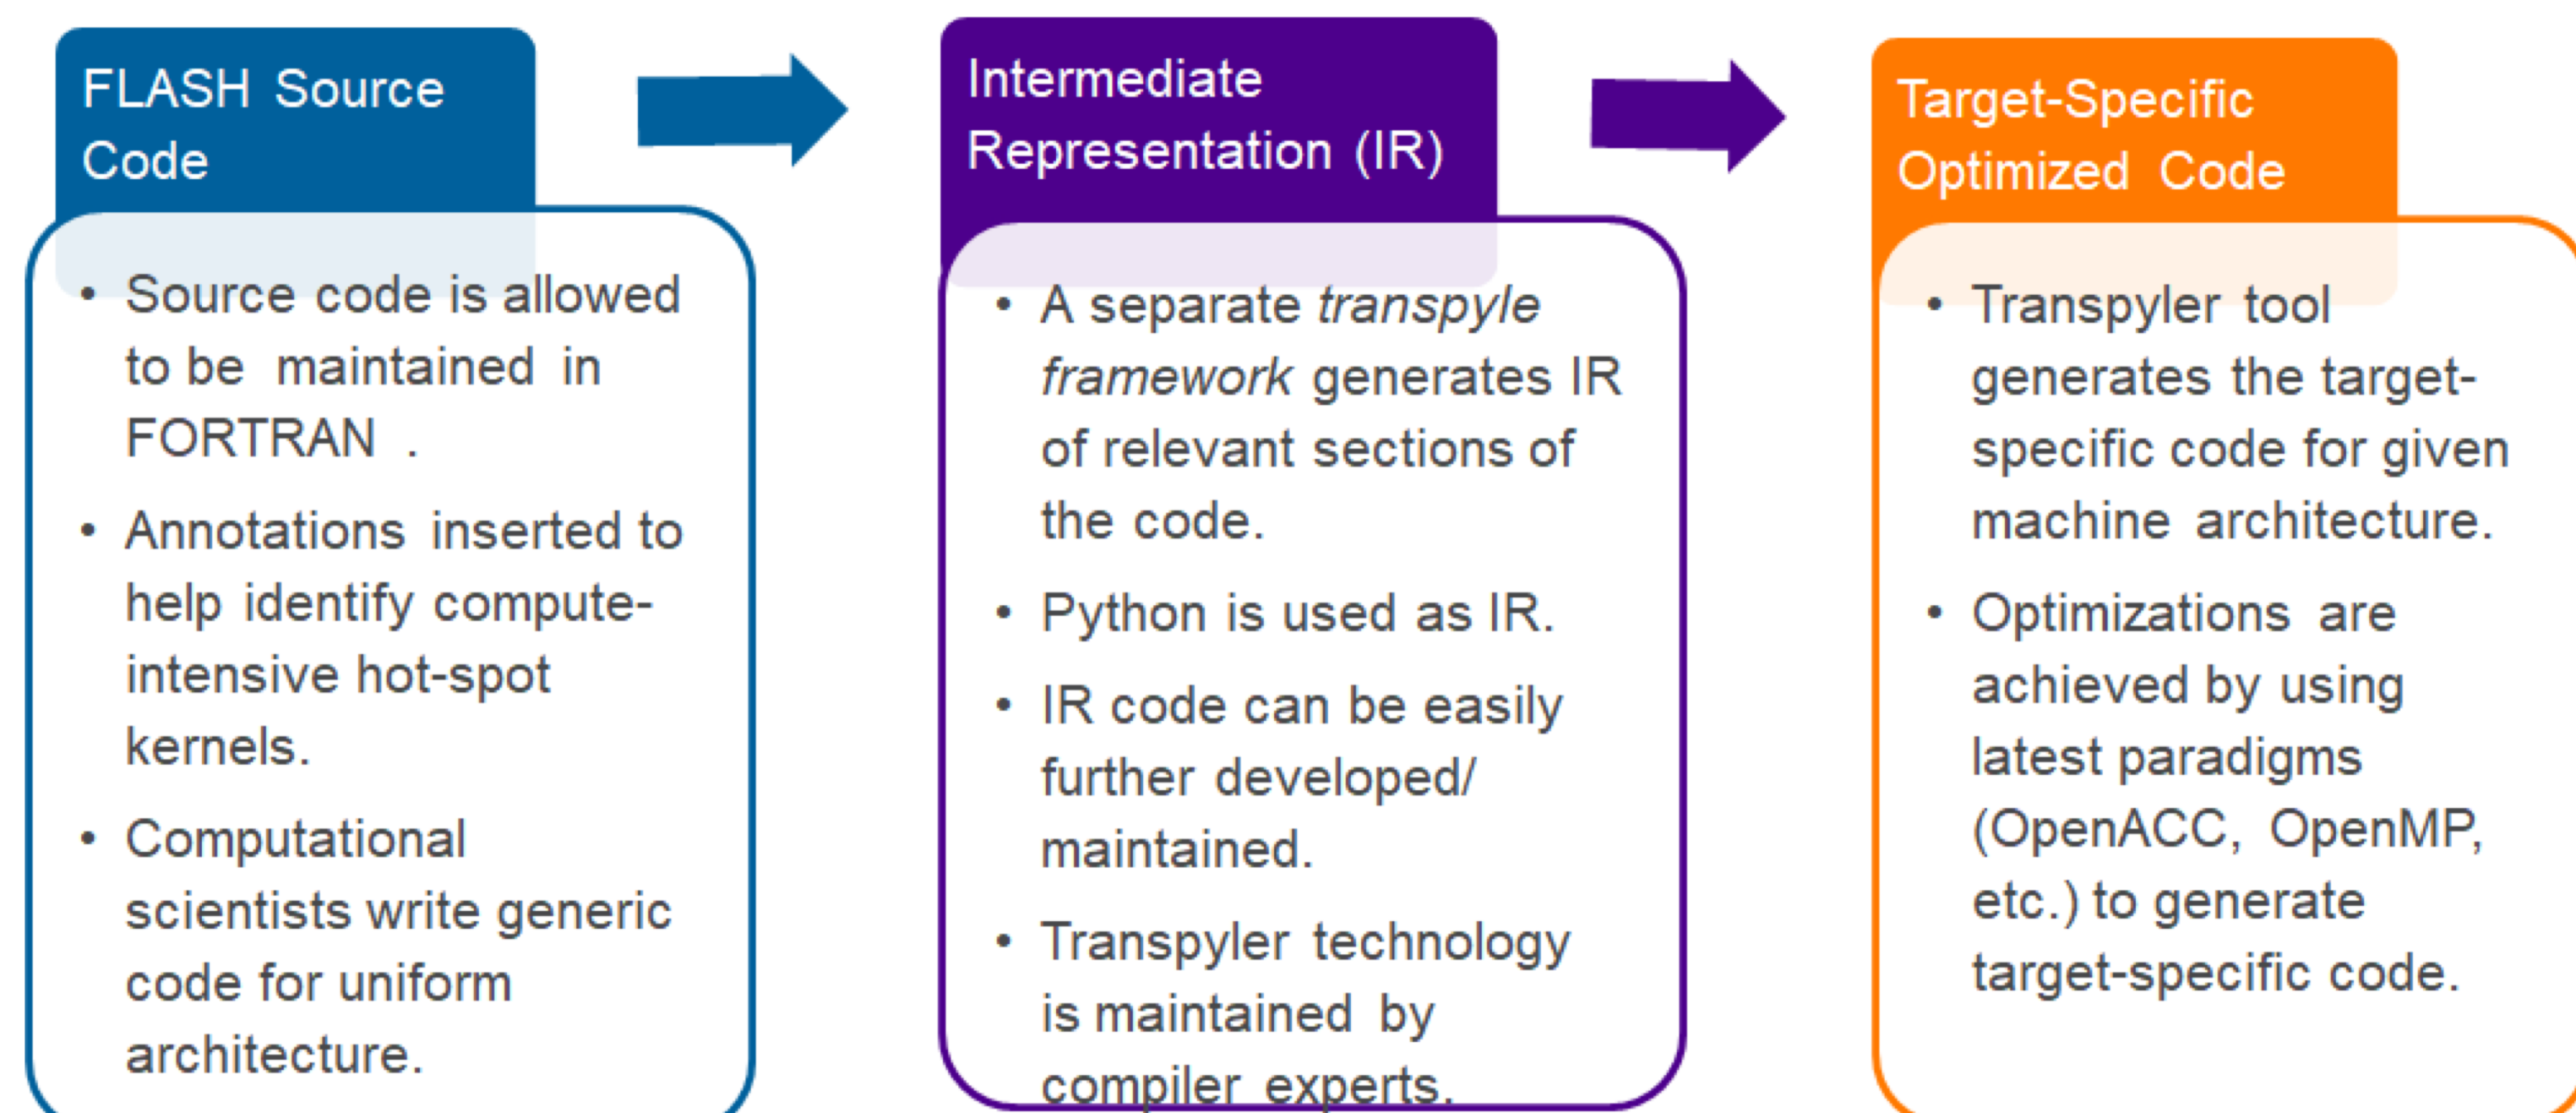 FLASH Source
Code
• Source code is allowed
to be maintained in
FORTRAN .
• Annotations inserted to
help identify compute-
intensive hot-spot
kernels.
• Computational
scientists write generic
code for uniform
architecture.
Intermediate
Representation (IR)
• A separate transpyle
framework generates IR
of relevant sections of
the code.
• Python is used as IR.
• IR code can be easily
further developed/
maintained.
• Transpyler technology
is maintained by
compiler experts.
Target-Specific
Optimized Code
• Transpyler tool
generates the target-
specific code for given
machine architecture.
• Optimizations are
achieved by using
latest paradigms
(OpenACC, OpenMP,
etc.) to generate
target-specific code.